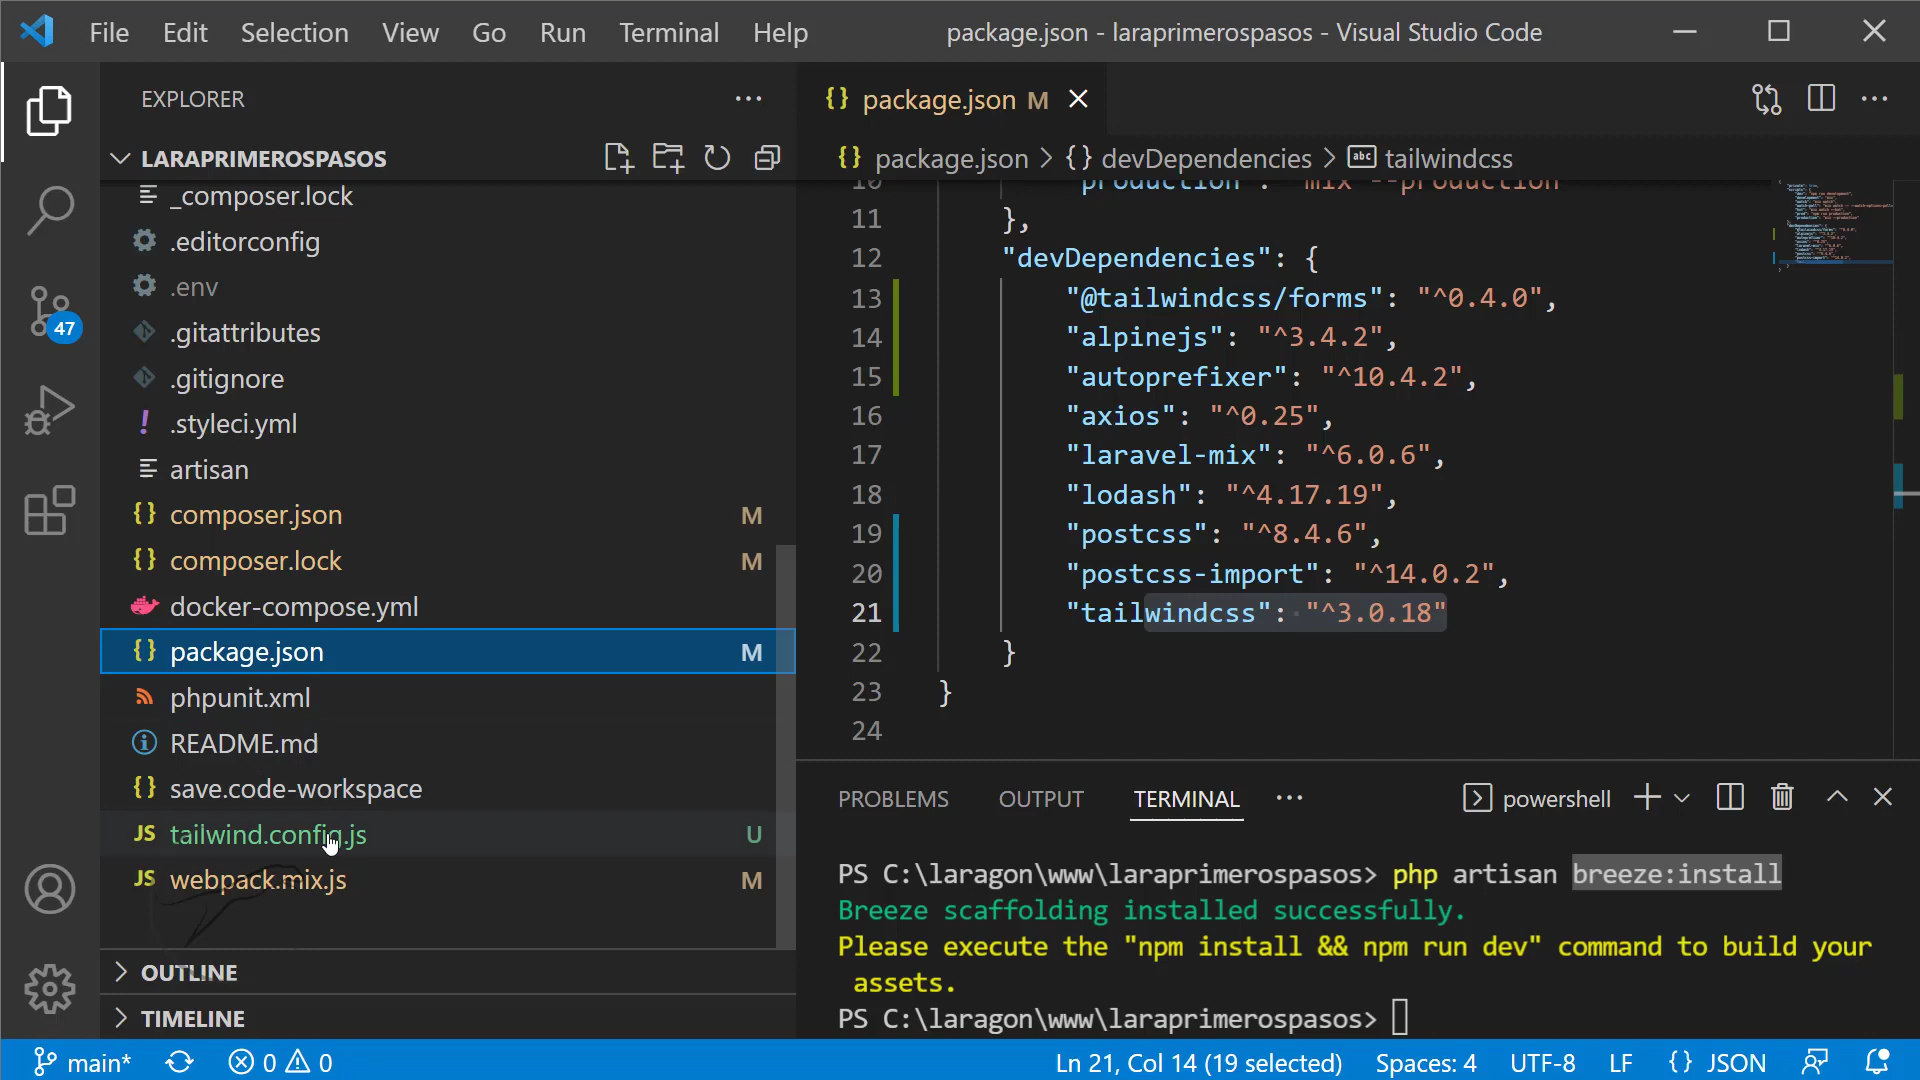 File Edit Selection View Go Run Terminal Help
package.json - laraprimerospasos - Visual Studio Code
EXPLORER
LARAPRIMEROSPASOS
_composer.lock
.editorconfig
.env
.gitattributes
.gitignore
.styleci.yml
artisan
composer.json M
composer.lock M
docker-compose.yml
package.json M
phpunit.xml
README.md
save.code-workspace
JS tailwind.config.js U
JS webpack.mix.js M
OUTLINE
TIMELINE
47
{} package.json M
{} package.json > {} devDependencies > abc tailwindcss
10 "production": "mix --production"
11 },
12 "devDependencies": {
13 "@tailwindcss/forms": "^0.4.0",
14 "alpinejs": "^3.4.2",
15 "autoprefixer": "^10.4.2",
16 "axios": "^0.25",
17 "laravel-mix": "^6.0.6",
18 "lodash": "^4.17.19",
19 "postcss": "^8.4.6",
20 "postcss-import": "^14.0.2",
21 "tailwindcss": "^3.0.18"
22 }
23 }
24
PROBLEMS OUTPUT TERMINAL powershell
PS C:\laragon\www\laraprimerospasos> php artisan breeze:install
Breeze scaffolding installed successfully.
Please execute the "npm install && npm run dev" command to build your
assets.
PS C:\laragon\www\laraprimerospasos>
main* 0 0 Ln 21, Col 14 (19 selected) Spaces: 4 UTF-8 LF {} JSON